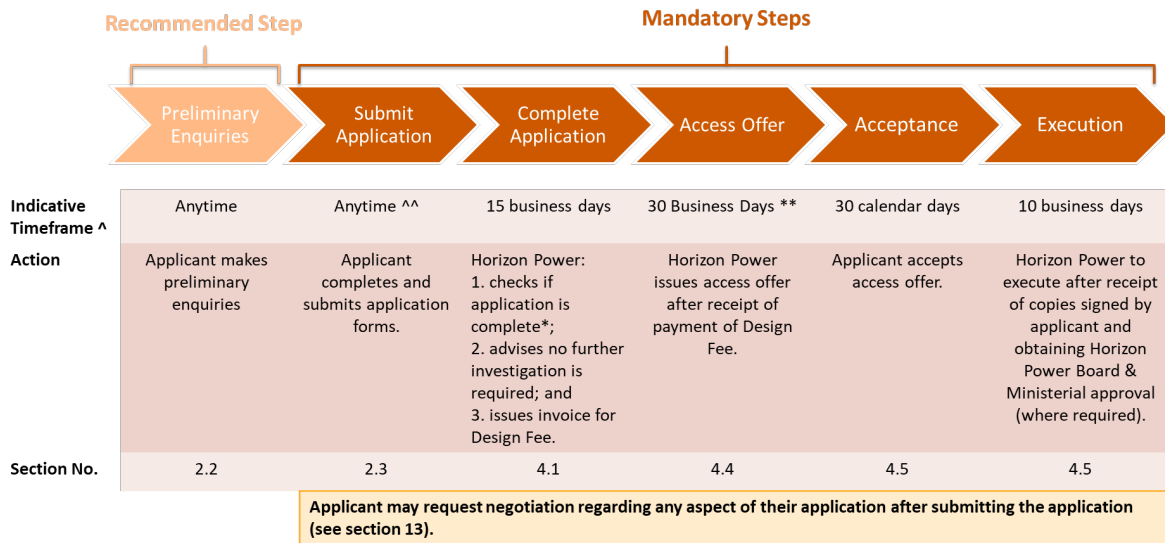 Recommended Step
Mandatory Steps
Preliminary
Enquiries
Submit
Application
Complete
Application
Access Offer
Acceptance
Execution
Indicative
Timeframe ^
Anytime
Anytime ^^
15 business days
30 Business Days **
30 calendar days
10 business days
Action
Applicant makes
preliminary
enquiries
Applicant
completes and
submits application
forms.
Horizon Power:
1. checks if
application is
complete*;
2. advises no further
investigation is
required; and
3. issues invoice for
Design Fee.
Horizon Power
issues access offer
after receipt of
payment of Design
Fee.
Applicant accepts
access offer.
Horizon Power to
execute after receipt
of copies signed by
applicant and
obtaining Horizon
Power Board &
Ministerial approval
(where required).
Section No.
2.2
2.3
4.1
4.4
4.5
4.5
Applicant may request negotiation regarding any aspect of their application after submitting the application
(see section 13).